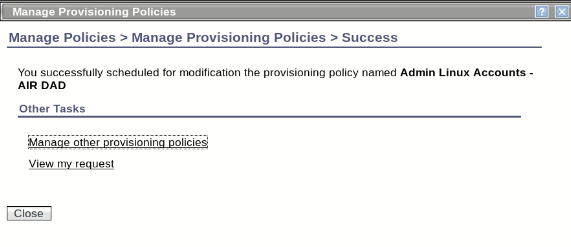 Manage Provisioning Policies
? X
Manage Policies > Manage Provisioning Policies > Success
You successfully scheduled for modification the provisioning policy named Admin Linux Accounts -
AIR DAD
Other Tasks
Manage other provisioning policies
View my request
Close